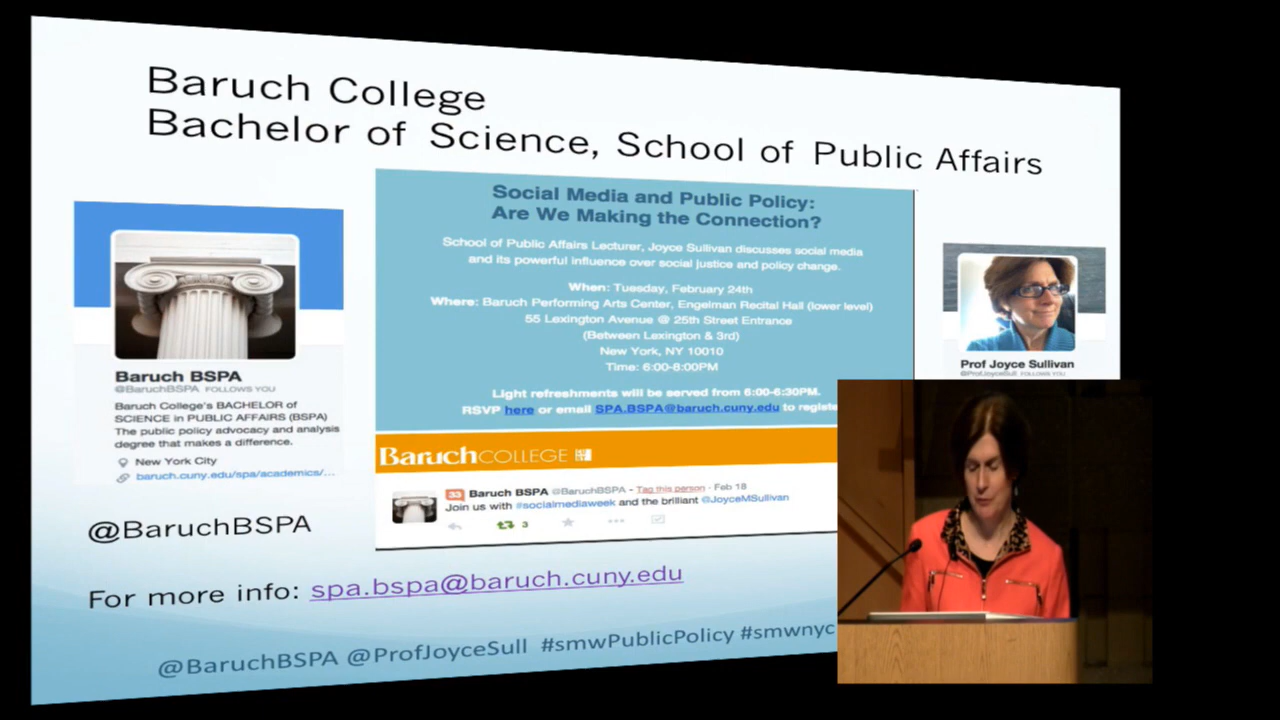 Baruch College
Bachelor of Science, School of Public Affairs
Baruch BSPA
@BaruchBSPA FOLLOWS YOU
Baruch College's BACHELOR of
SCIENCE in PUBLIC AFFAIRS (BSPA)
The public policy advocacy and analysis
degree that makes a difference.
New York City
baruch.cuny.edu/spa/academics/...
Social Media and Public Policy:
Are We Making the Connection?
School of Public Affairs Lecturer, Joyce Sullivan discusses social media
and its powerful influence over social justice and policy change.
When: Tuesday, February 24th
Where: Baruch Performing Arts Center, Engelman Recital Hall (lower level)
55 Lexington Avenue @ 25th Street Entrance
(Between Lexington & 3rd)
New York, NY 10010
Time: 6:00-8:00PM
Light refreshments will be served from 6:00-6:30PM.
RSVP here or email SPA.BSPA@baruch.cuny.edu to registe
BaruchCOLLEGE
33 Baruch BSPA @BaruchBSPA - Tag this person · Feb 18
Join us with #socialmediaweek and the brilliant @JoyceMSullivan
3
Prof Joyce Sullivan
@ProfJoyceSull FOLLOWS YOU
@BaruchBSPA
For more info: spa.bspa@baruch.cuny.edu
@BaruchBSPA @ProfJoyceSull #smwPublicPolicy #smwnyc